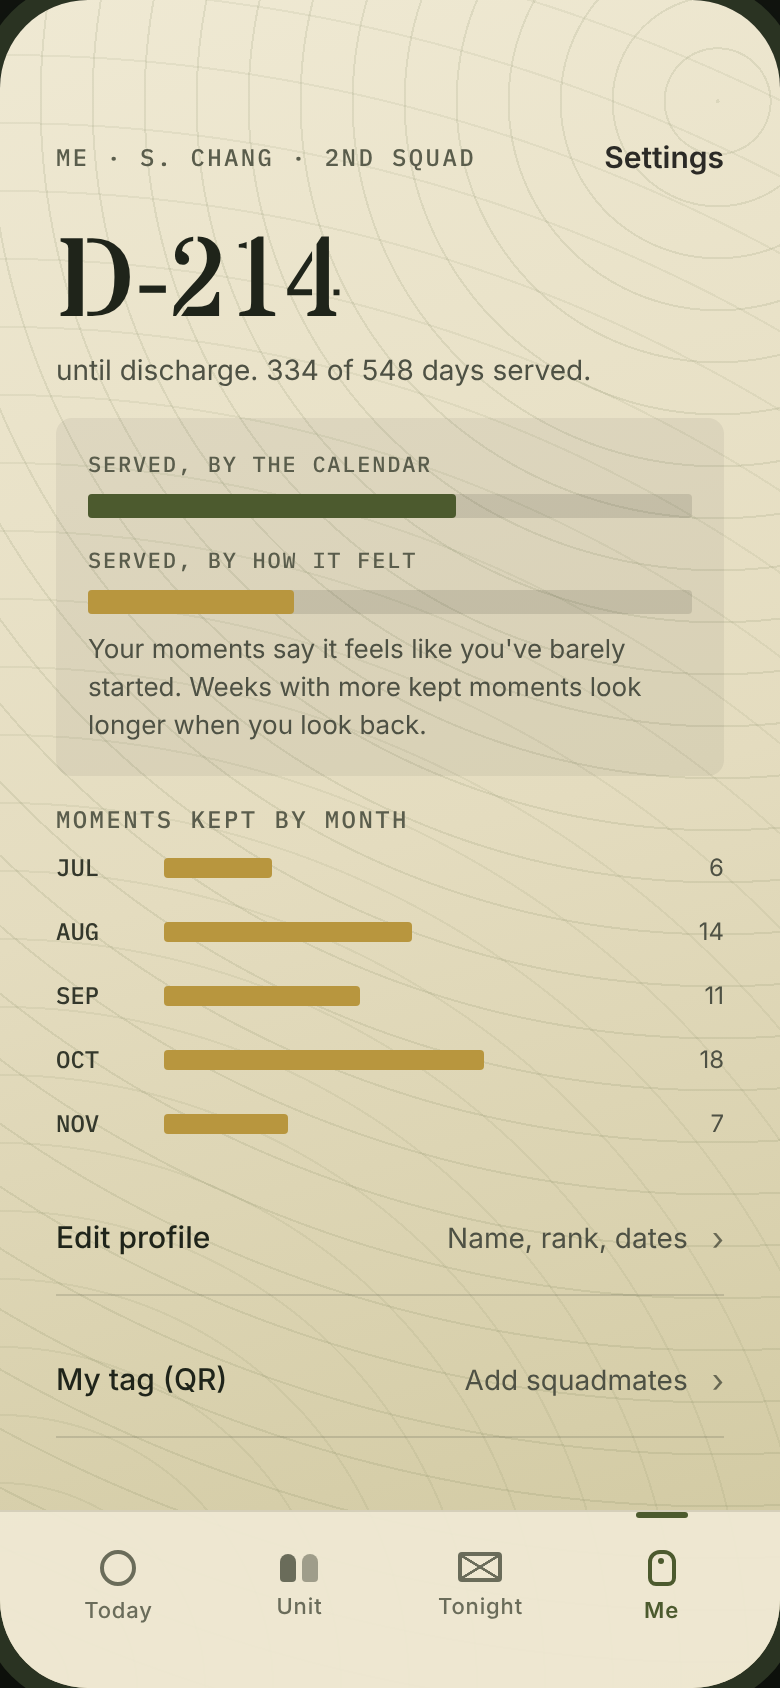 ME · S. CHANG · 2ND SQUAD
Settings
D-214
until discharge. 334 of 548 days served.
SERVED, BY THE CALENDAR
SERVED, BY HOW IT FELT
Your moments say it feels like you've barely
started. Weeks with more kept moments look
longer when you look back.
MOMENTS KEPT BY MONTH
JUL 6
AUG 14
SEP 11
OCT 18
NOV 7
Edit profile Name, rank, dates ›
My tag (QR) Add squadmates ›
Today Unit Tonight Me